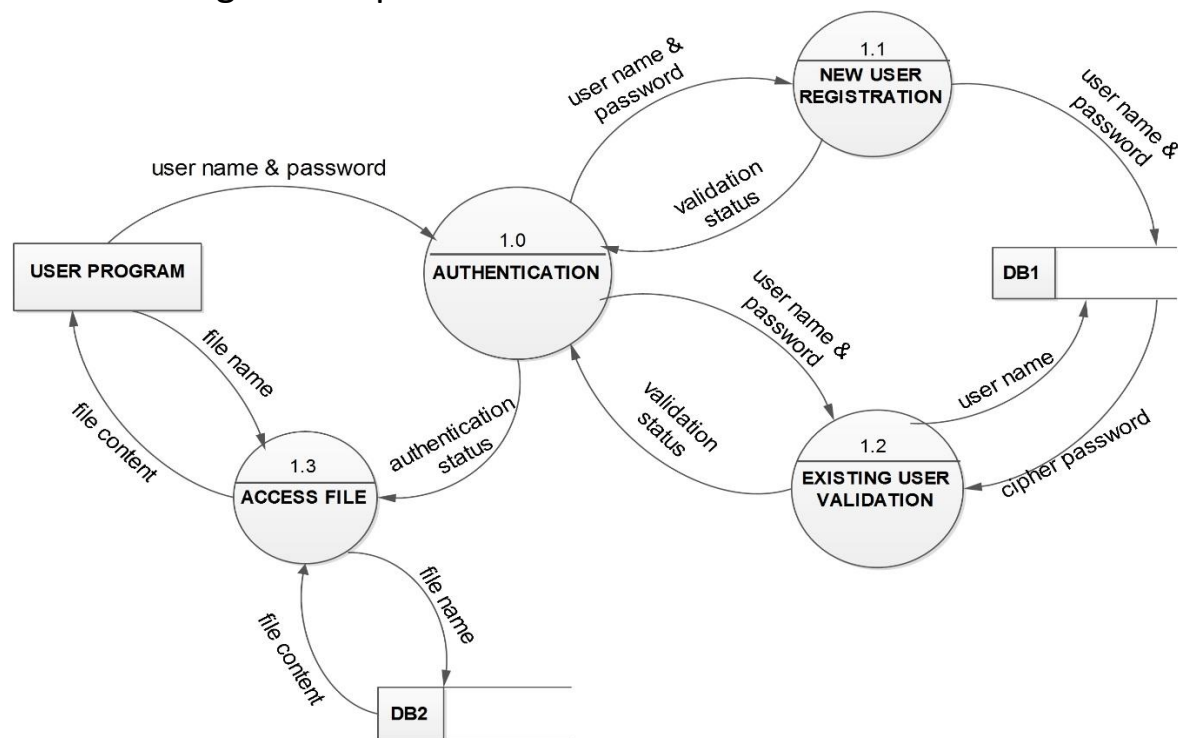 1.1
NEW USER
REGISTRATION
user name &
password
user name &
password
user name & password
validation
status
1.0
AUTHENTICATION
USER PROGRAM
DB1
user name &
password
file name
user name
validation
status
file content
authentication
status
1.2
EXISTING USER
VALIDATION
cipher password
1.3
ACCESS FILE
file name
file content
DB2